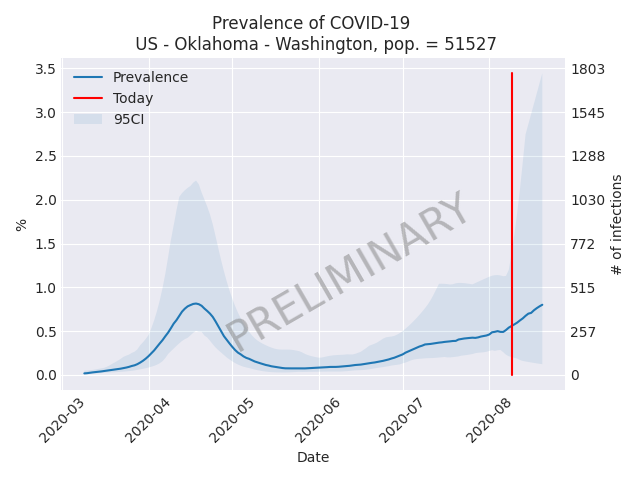 Prevalence of COVID-19
US - Oklahoma - Washington, pop. = 51527
Prevalence
Today
95CI
PRELIMINARY
%
3.5
3.0
2.5
2.0
1.5
1.0
0.5
0.0
1803
1545
1288
1030
772
515
257
0
# of infections
2020-03
2020-04
2020-05
2020-06
2020-07
2020-08
Date